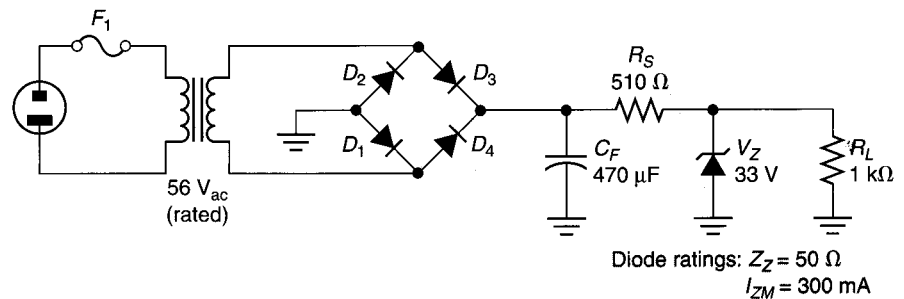 F1
D2
D3
D1
D4
56 Vac
(rated)
CF
470 µF
RS
510 Ω
VZ
33 V
RL
1 kΩ
Diode ratings: ZZ = 50 Ω
IZM = 300 mA